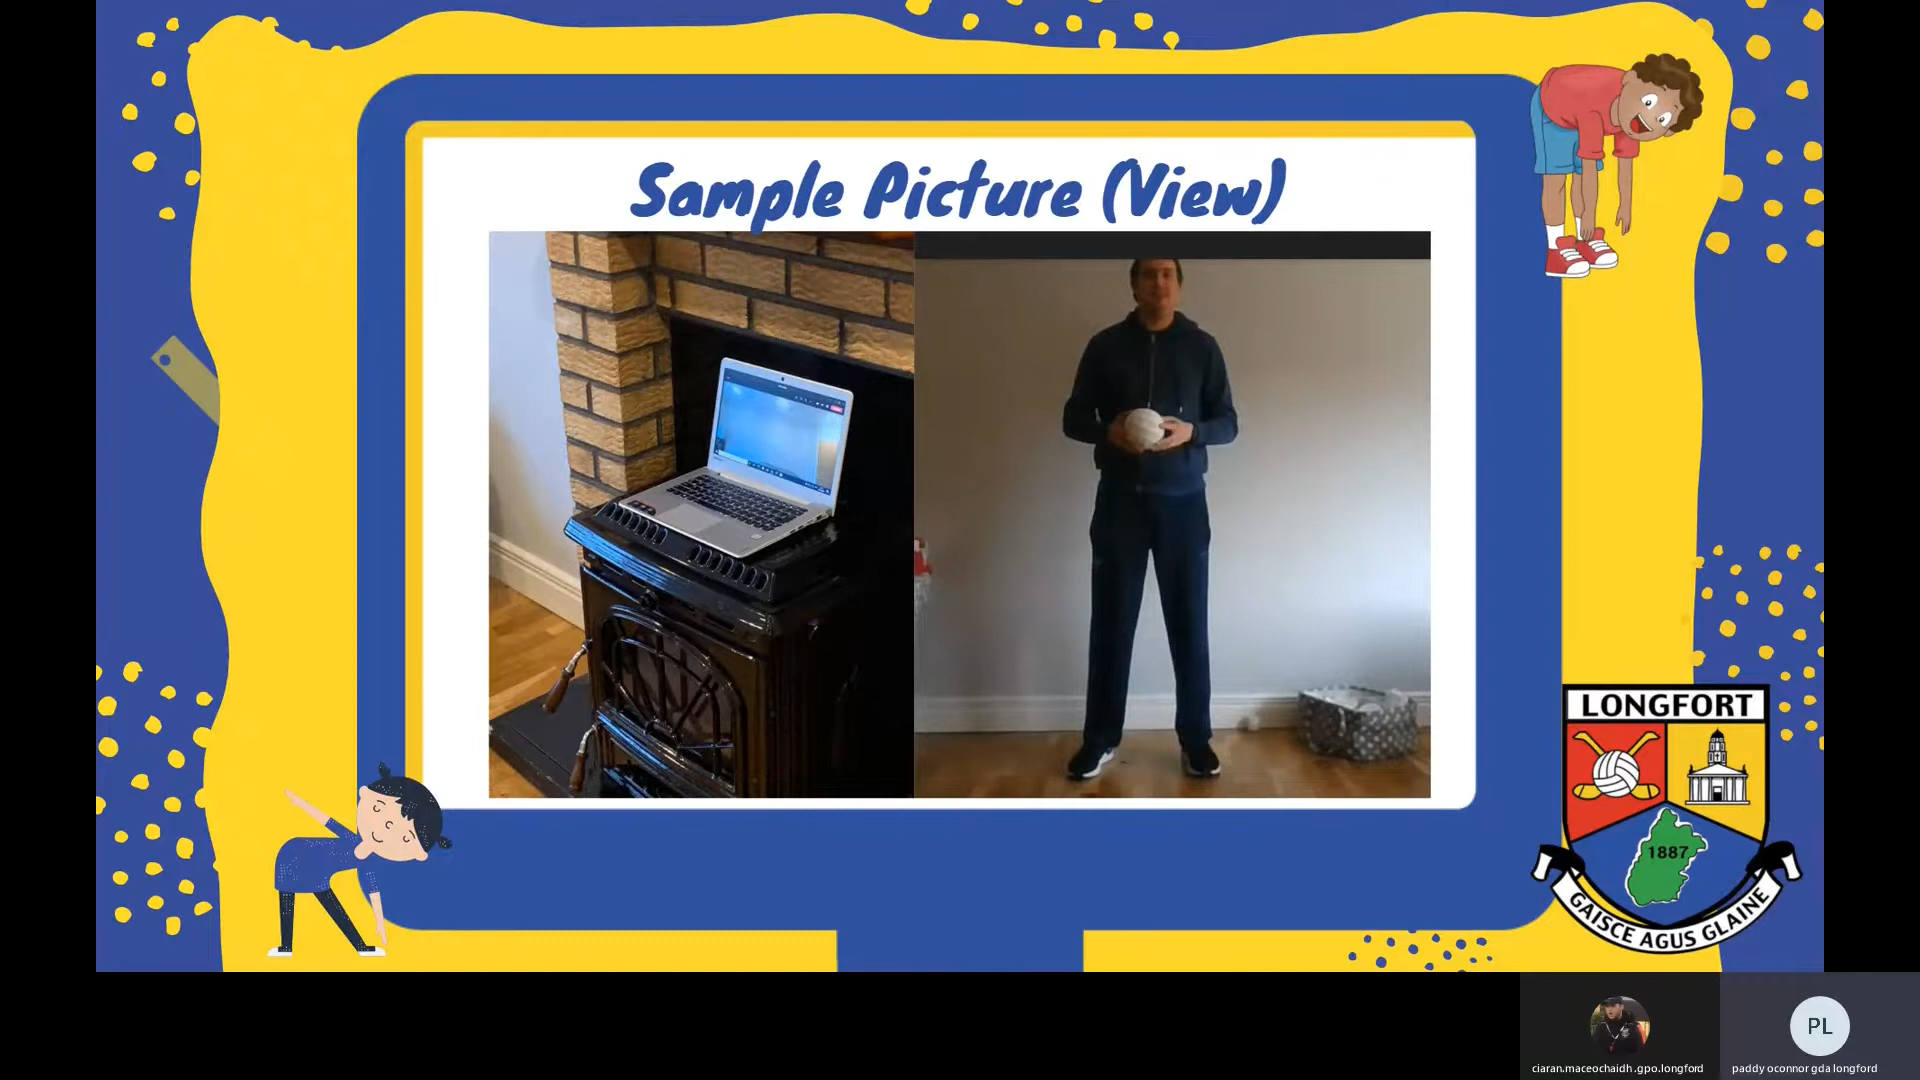 Sample Picture (View)
LONGFORT
1887
GAISCE AGUS GLAINE
PL
ciaran.maceochaidh .gpo.longford
paddy oconnor gda longford